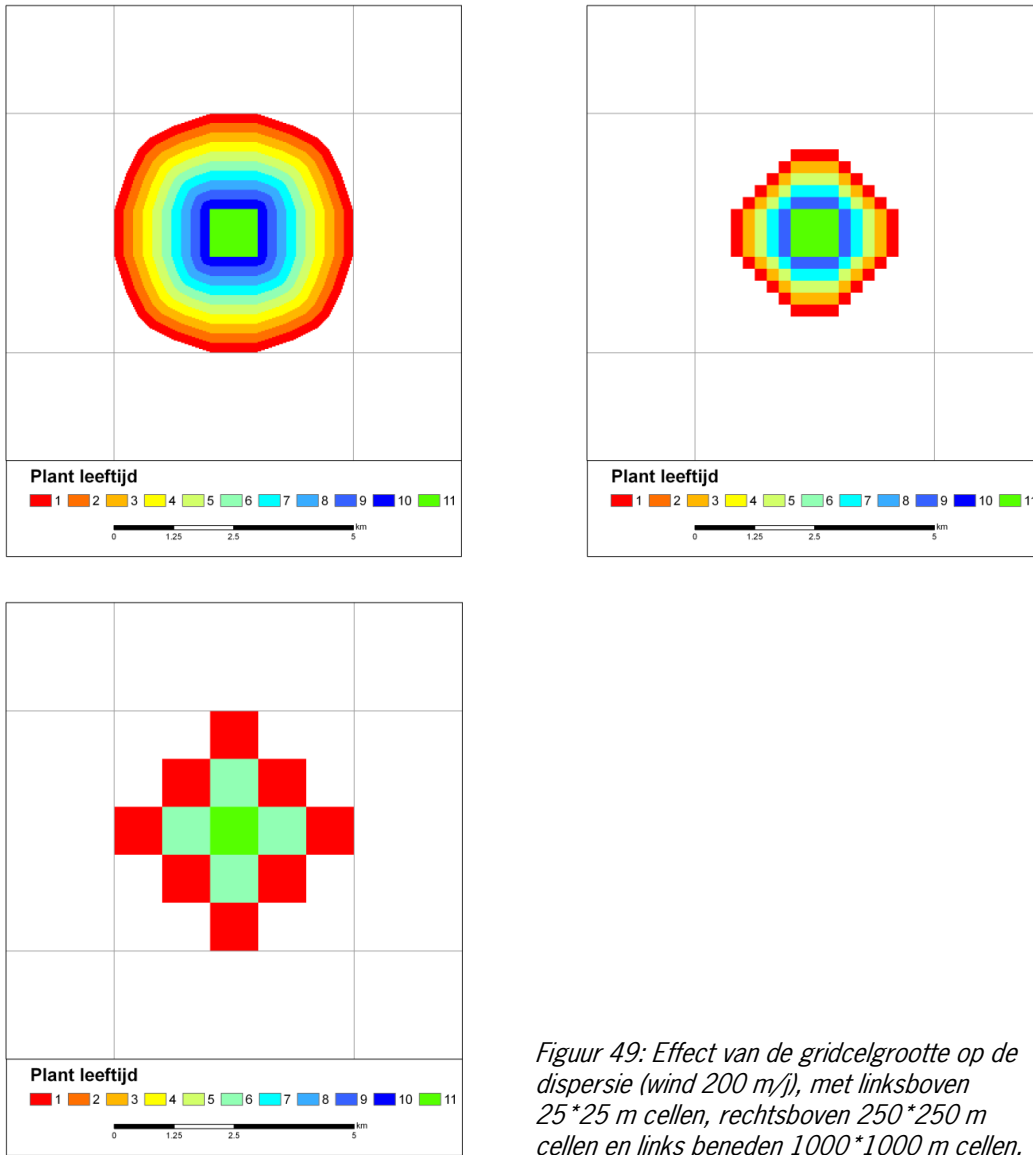 Plant leeftijd
1 2 3 4 5 6 7 8 9 10 11
km
0 1.25 2.5 5
Plant leeftijd
1 2 3 4 5 6 7 8 9 10
km
0 1.25 2.5 5
Plant leeftijd
1 2 3 4 5 6 7 8 9 10 11
km
0 1.25 2.5 5
Figuur 49: Effect van de gridcelgrootte op de
dispersie (wind 200 m/j), met linksboven
25*25 m cellen, rechtsboven 250*250 m
cellen en links beneden 1000*1000 m cellen.